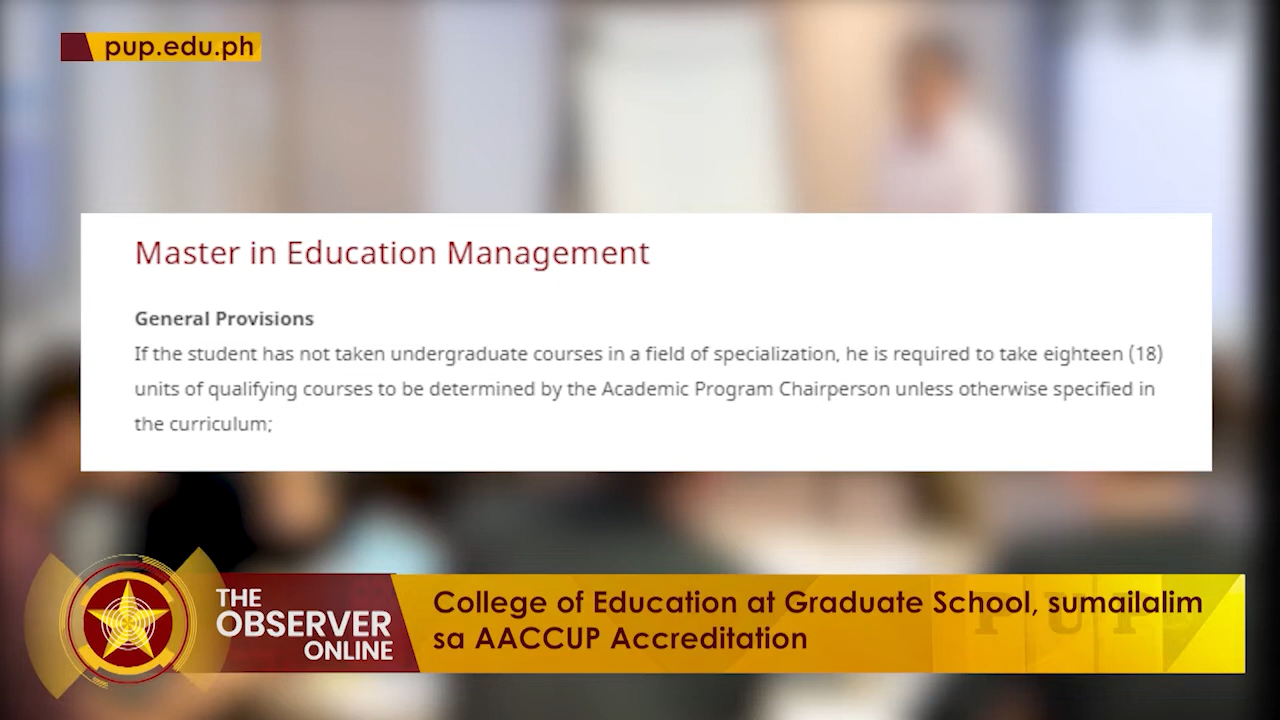 pup.edu.ph
Master in Education Management
General Provisions
If the student has not taken undergraduate courses in a field of specialization, he is required to take eighteen (18)
units of qualifying courses to be determined by the Academic Program Chairperson unless otherwise specified in
the curriculum;
THE
OBSERVER
ONLINE
College of Education at Graduate School, sumailalim
sa AACCUP Accreditation
PUP